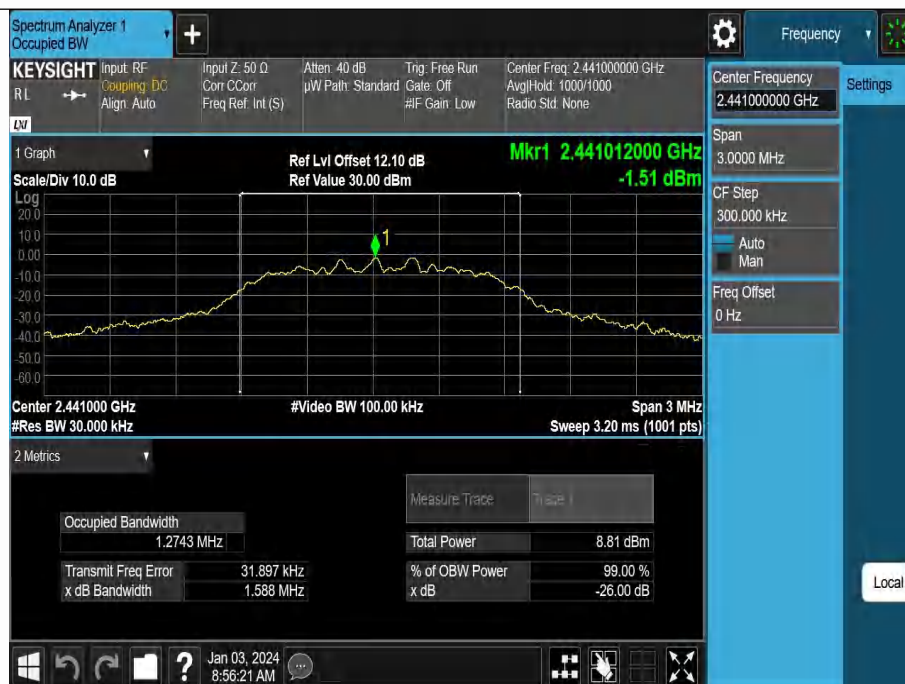 Spectrum Analyzer 1
Occupied BW
Frequency
KEYSIGHT
R L
LXI
Input: RF
Coupling: DC
Align: Auto
Input Z: 50 Ω
Corr CCorr
Freq Ref: Int (S)
Atten: 40 dB
µW Path: Standard
Trig: Free Run
Gate: Off
#IF Gain: Low
Center Freq: 2.441000000 GHz
Avg|Hold: 1000/1000
Radio Std: None
Center Frequency
2.441000000 GHz
Settings
Span
3.0000 MHz
CF Step
300.000 kHz
Auto
Man
Freq Offset
0 Hz
Local
1 Graph
Scale/Div 10.0 dB
Ref Lvl Offset 12.10 dB
Ref Value 30.00 dBm
Mkr1 2.441012000 GHz
-1.51 dBm
Log
20.0
10.0
0.00
-10.0
-20.0
-30.0
-40.0
-50.0
-60.0
1
Center 2.441000 GHz
#Res BW 30.000 kHz
#Video BW 100.00 kHz
Span 3 MHz
Sweep 3.20 ms (1001 pts)
2 Metrics
Measure Trace
Trace 1
Occupied Bandwidth
1.2743 MHz
Total Power
8.81 dBm
Transmit Freq Error
31.897 kHz
% of OBW Power
99.00 %
x dB Bandwidth
1.588 MHz
x dB
-26.00 dB
?
Jan 03, 2024
8:56:21 AM